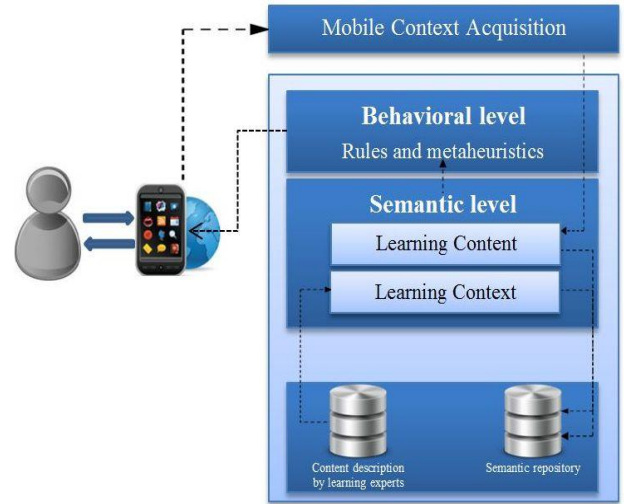 Mobile Context Acquisition
Behavioral level
Rules and metaheuristics
Semantic level
Learning Content
Learning Context
Content description
by learning experts
Semantic repository